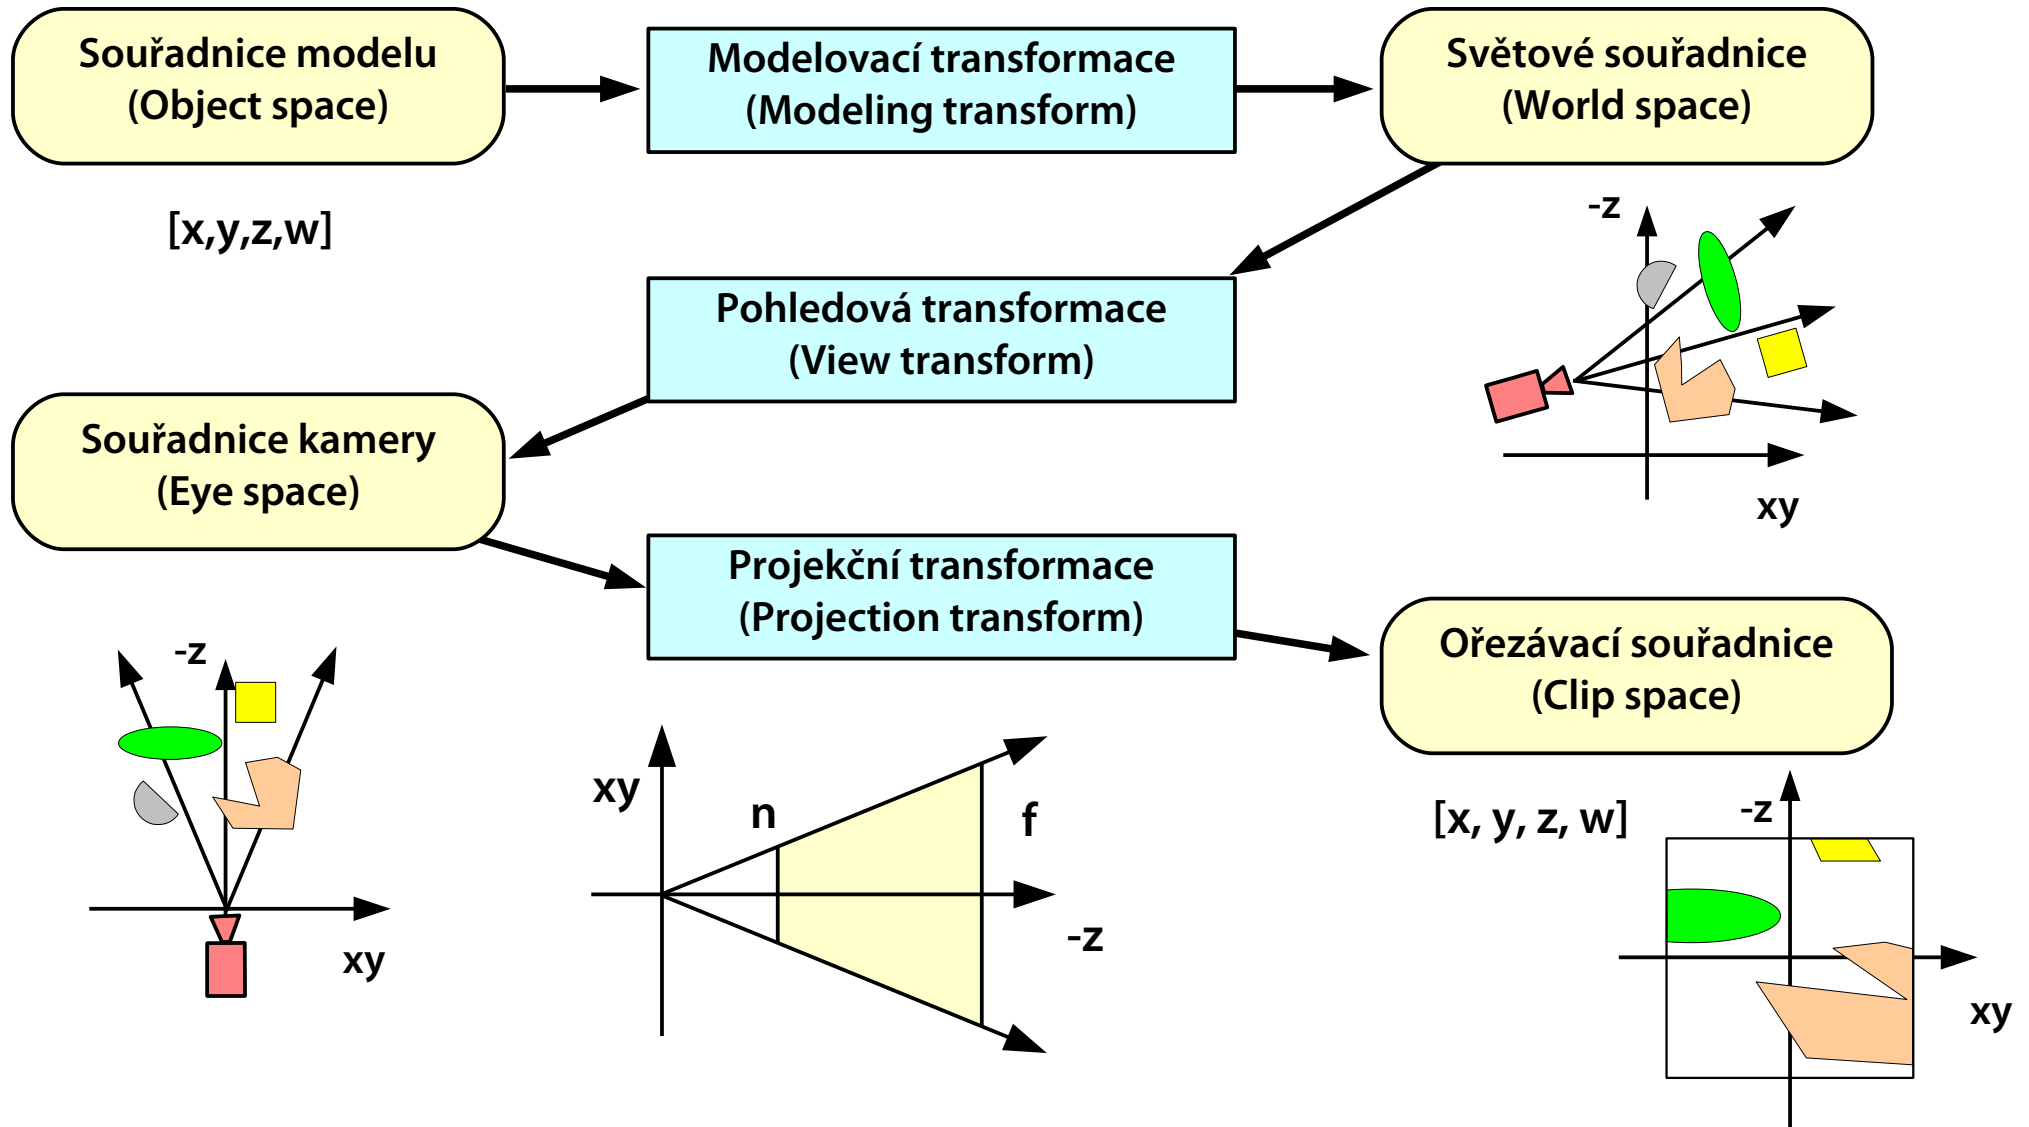 Souřadnice modelu
(Object space)
Modelovací transformace
(Modeling transform)
Světové souřadnice
(World space)
[x,y,z,w]
-z
xy
Pohledová transformace
(View transform)
Souřadnice kamery
(Eye space)
Projekční transformace
(Projection transform)
Ořezávací souřadnice
(Clip space)
-z
xy
xy
n
f
-z
[x, y, z, w]
-z
xy